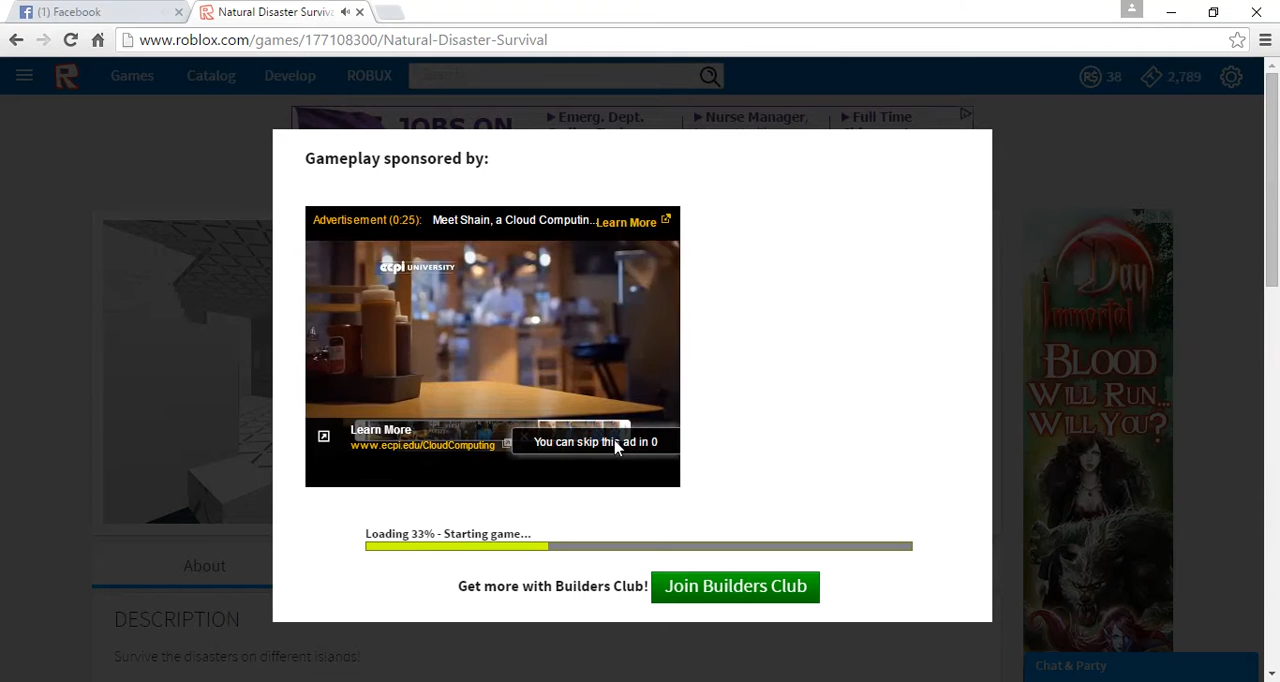 (1) Facebook
Natural Disaster Surviva
www.roblox.com/games/177108300/Natural-Disaster-Survival
Games
Catalog
Develop
ROBUX
Search
R$ 38
2,789
JOBS ON
Emerg. Dept.
Nurse Manager,
Full Time
Gameplay sponsored by:
Advertisement (0:25):
Meet Shain, a Cloud Computin...
Learn More
ecpi UNIVERSITY
Learn More
www.ecpi.edu/CloudComputing
You can skip this ad in 0
Loading 33% - Starting game...
Get more with Builders Club!
Join Builders Club
About
DESCRIPTION
Survive the disasters on different islands!
Day
Immortal
BLOOD
WILL RUN...
WILL YOU?
Chat & Party